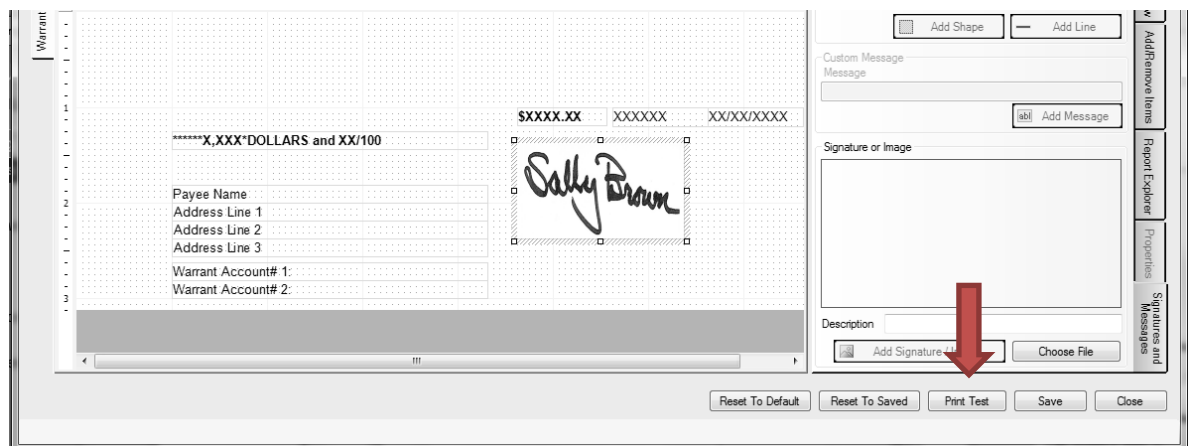 Warrant
1
2
3
$XXXX.XX XXXXXX XX/XX/XXXX
******X,XXX*DOLLARS and XX/100
Sally Brown
Payee Name
Address Line 1
Address Line 2
Address Line 3
Warrant Account# 1:
Warrant Account# 2:
Add Shape
Add Line
Custom Message
Message
abl Add Message
Signature or Image
Description
Add Signature /
Choose File
Add/Remove Items
Report Explorer
Properties
Signatures and
Messages
Reset To Default
Reset To Saved
Print Test
Save
Close